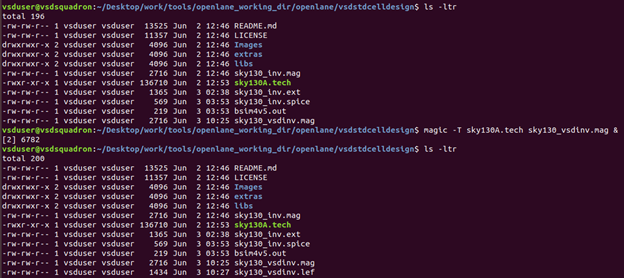 vsduser@vsdsquadron:~/Desktop/work/tools/openlane_working_dir/openlane/vsdstdcelldesign$ ls -ltr
total 196
-rw-rw-r-- 1 vsduser vsduser  13525 Jun  2 12:46 README.md
-rw-rw-r-- 1 vsduser vsduser  11357 Jun  2 12:46 LICENSE
drwxrwxr-x 2 vsduser vsduser   4096 Jun  2 12:46 Images
drwxrwxr-x 2 vsduser vsduser   4096 Jun  2 12:46 extras
drwxrwxr-x 2 vsduser vsduser   4096 Jun  2 12:46 libs
-rw-rw-r-- 1 vsduser vsduser   2716 Jun  2 12:46 sky130_inv.mag
-rwxr-xr-x 1 vsduser vsduser 136710 Jun  2 12:53 sky130A.tech
-rw-rw-r-- 1 vsduser vsduser   1365 Jun  3 02:38 sky130_inv.ext
-rw-rw-r-- 1 vsduser vsduser    569 Jun  3 03:53 sky130_inv.spice
-rw-rw-r-- 1 vsduser vsduser    219 Jun  3 03:53 bsim4v5.out
-rw-rw-r-- 1 vsduser vsduser   2716 Jun  3 10:25 sky130_vsdinv.mag
vsduser@vsdsquadron:~/Desktop/work/tools/openlane_working_dir/openlane/vsdstdcelldesign$ magic -T sky130A.tech sky130_vsdinv.mag &
[2] 6782
vsduser@vsdsquadron:~/Desktop/work/tools/openlane_working_dir/openlane/vsdstdcelldesign$ ls -ltr
total 200
-rw-rw-r-- 1 vsduser vsduser  13525 Jun  2 12:46 README.md
-rw-rw-r-- 1 vsduser vsduser  11357 Jun  2 12:46 LICENSE
drwxrwxr-x 2 vsduser vsduser   4096 Jun  2 12:46 Images
drwxrwxr-x 2 vsduser vsduser   4096 Jun  2 12:46 extras
drwxrwxr-x 2 vsduser vsduser   4096 Jun  2 12:46 libs
-rw-rw-r-- 1 vsduser vsduser   2716 Jun  2 12:46 sky130_inv.mag
-rwxr-xr-x 1 vsduser vsduser 136710 Jun  2 12:53 sky130A.tech
-rw-rw-r-- 1 vsduser vsduser   1365 Jun  3 02:38 sky130_inv.ext
-rw-rw-r-- 1 vsduser vsduser    569 Jun  3 03:53 sky130_inv.spice
-rw-rw-r-- 1 vsduser vsduser    219 Jun  3 03:53 bsim4v5.out
-rw-rw-r-- 1 vsduser vsduser   2716 Jun  3 10:25 sky130_vsdinv.mag
-rw-rw-r-- 1 vsduser vsduser   1434 Jun  3 10:27 sky130_vsdinv.lef